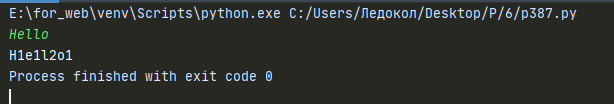 E:\for_web\venv\Scripts\python.exe C:/Users/Ледокол/Desktop/P/6/p387.py
Hello
H1e1l2o1
Process finished with exit code 0